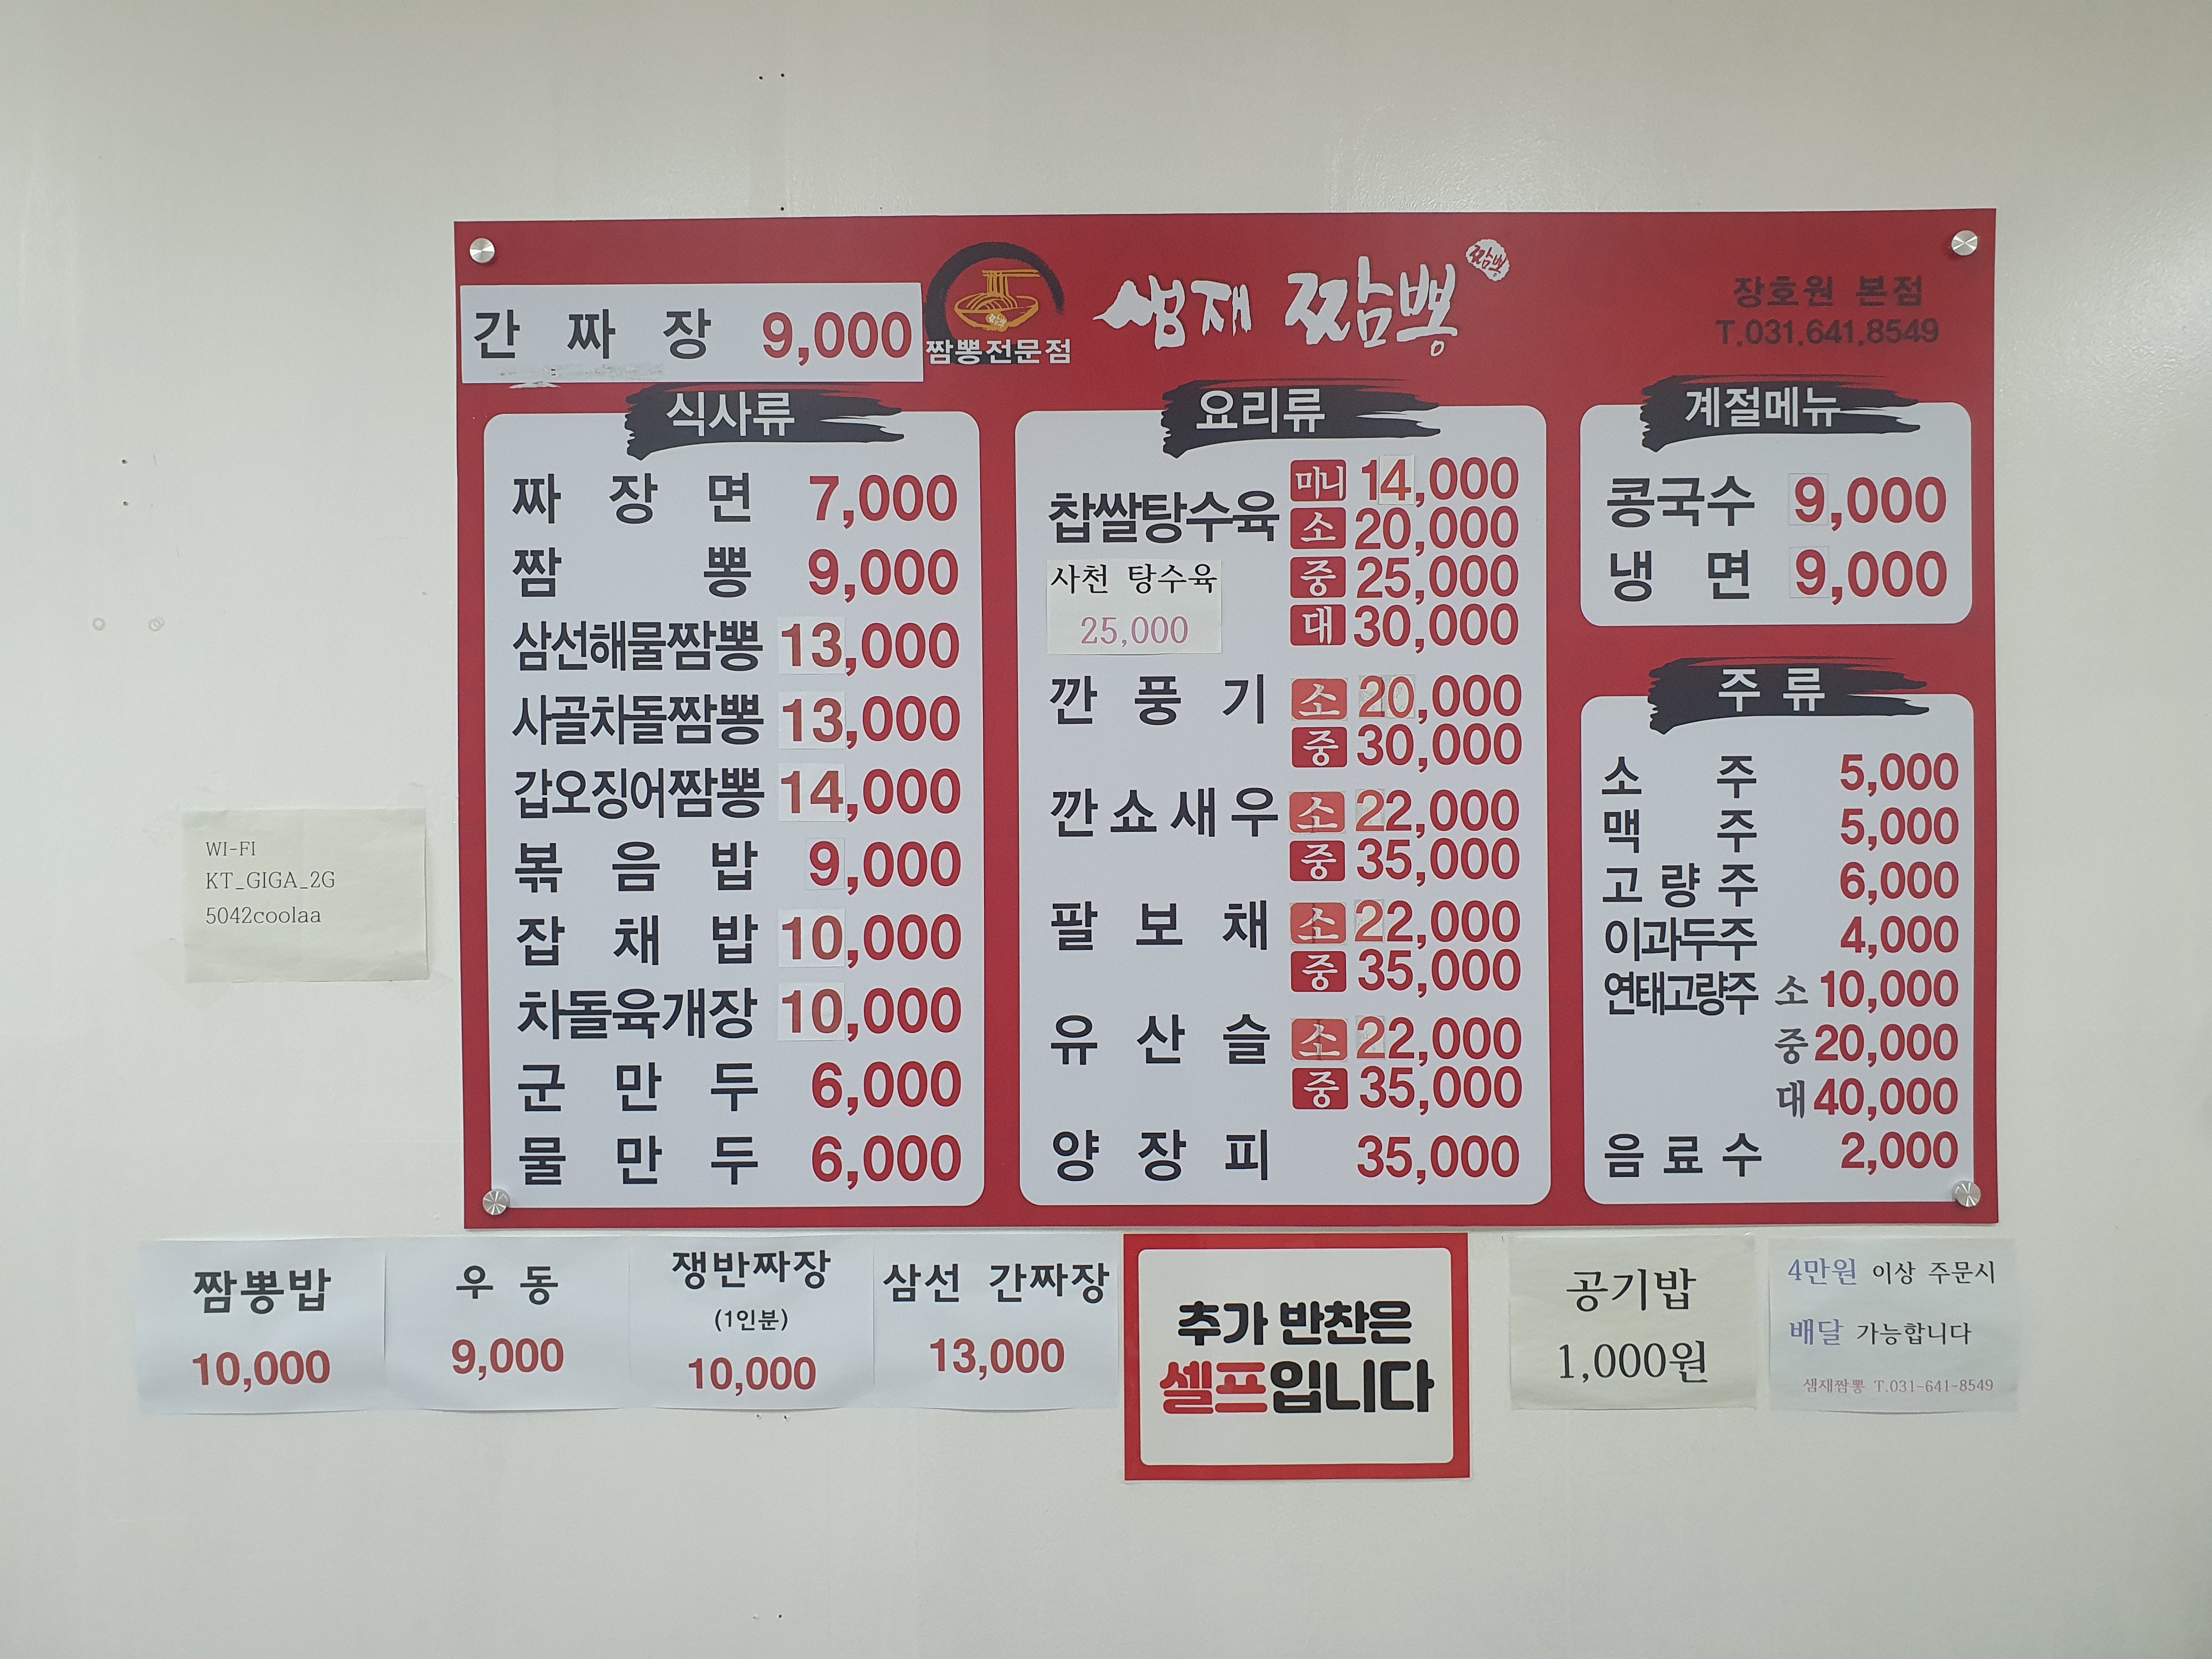 간 짜 장 9,000
짬뽕전문점
생재 짬뽕
짬뽕
장호원 본점
T.031.641.8549
식사류
짜 장 면 7,000
짬 뽕 9,000
삼선해물짬뽕 13,000
사골차돌짬뽕 13,000
갑오징어짬뽕 14,000
볶 음 밥 9,000
잡 채 밥 10,000
차돌육개장 10,000
군 만 두 6,000
물 만 두 6,000
요리류
찹쌀탕수육 미니 14,000
소 20,000
중 25,000
대 30,000
사천 탕수육
25,000
깐 풍 기 소 20,000
중 30,000
깐쇼새우 소 22,000
중 35,000
팔 보 채 소 22,000
중 35,000
유 산 슬 소 22,000
중 35,000
양 장 피 35,000
계절메뉴
콩국수 9,000
냉 면 9,000
주 류
소 주 5,000
맥 주 5,000
고 량 주 6,000
이과두주 4,000
연태고량주 소 10,000
중 20,000
대 40,000
음 료 수 2,000
WI-FI
KT_GIGA_2G
5042coolaa
짬뽕밥
10,000
우 동
9,000
쟁반짜장
(1인분)
10,000
삼선 간짜장
13,000
추가 반찬은
셀프입니다
공기밥
1,000원
4만원 이상 주문시
배달 가능합니다
샘재짬뽕 T.031-641-8549